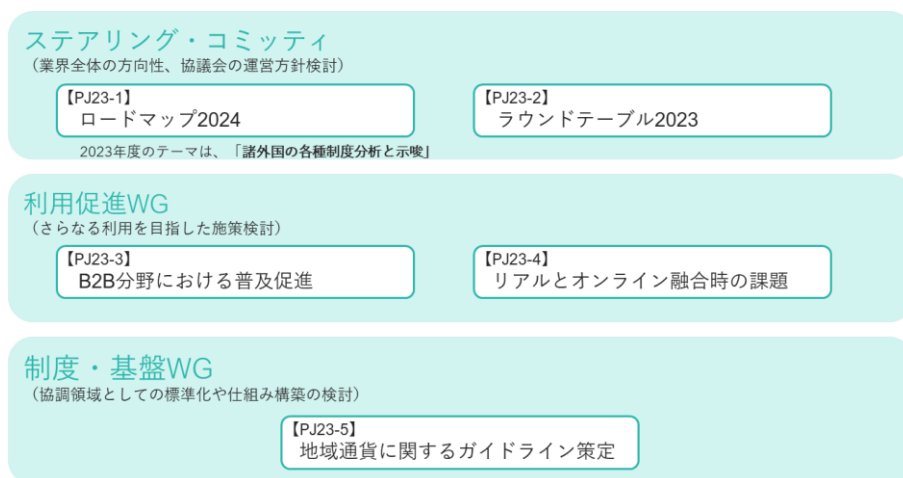 ステアリング・コミッティ
（業界全体の方向性、協議会の運営方針検討）
【PJ23-1】
ロードマップ2024
【PJ23-2】
ラウンドテーブル2023
2023年度のテーマは、「諸外国の各種制度分析と示唆」
利用促進WG
（さらなる利用を目指した施策検討）
【PJ23-3】
B2B分野における普及促進
【PJ23-4】
リアルとオンライン融合時の課題
制度・基盤WG
（協調領域としての標準化や仕組み構築の検討）
【PJ23-5】
地域通貨に関するガイドライン策定